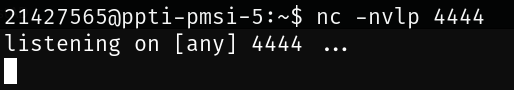 21427565@ppti-pmsi-5:~$ nc -nvlp 4444
listening on [any] 4444 ...